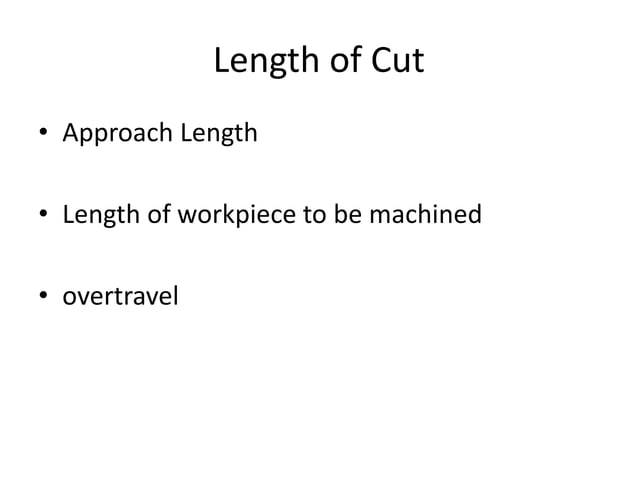 Length of Cut
• Approach Length
• Length of workpiece to be machined
• overtravel